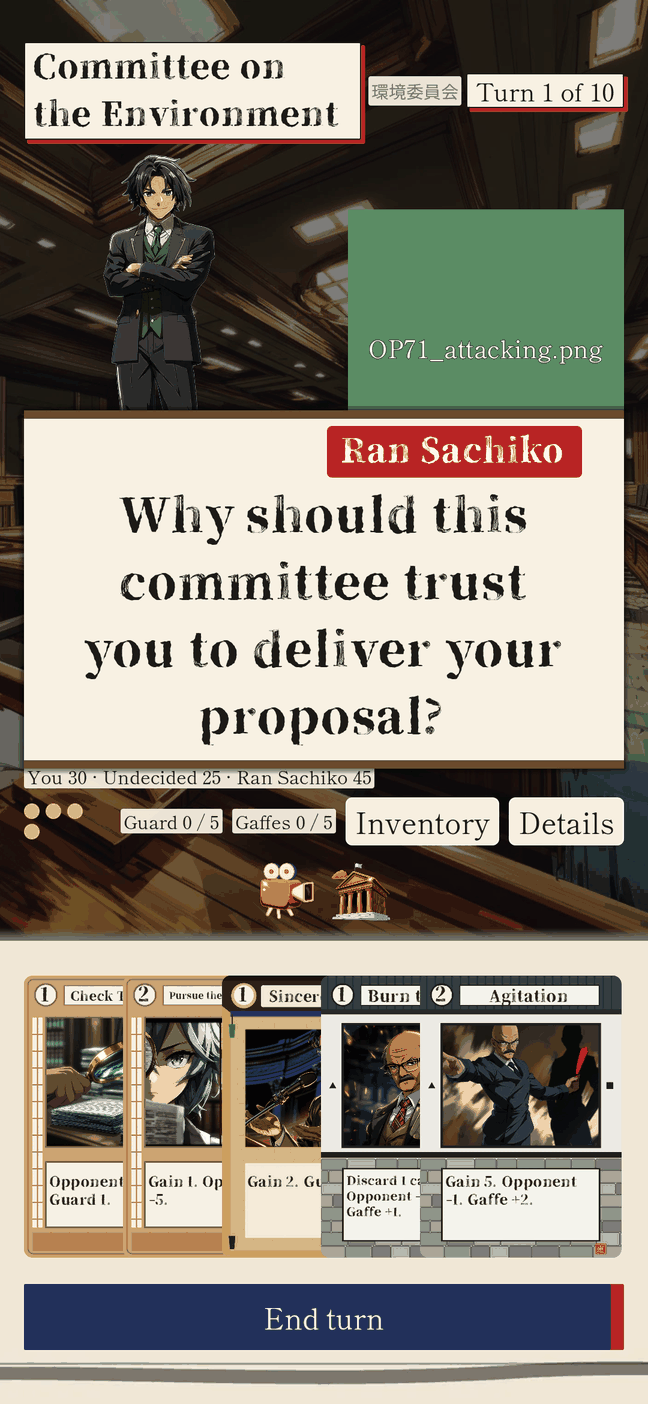 Committee on
the Environment
環境委員会
Turn 1 of 10
OP71_attacking.png
Ran Sachiko
Why should this
committee trust
you to deliver your
proposal?
You 30 · Undecided 25 · Ran Sachiko 45
Guard 0 / 5
Gaffes 0 / 5
Inventory
Details
1
Check
Opponent
Guard 1.
2
Pursue the
Gain 1. Op
-5.
1
Gain 2.
1
Burn
Discard 1
Opponent
Gaffe +1.
2
Agitation
Gain 5. Opponent
-1. Gaffe +2.
End turn